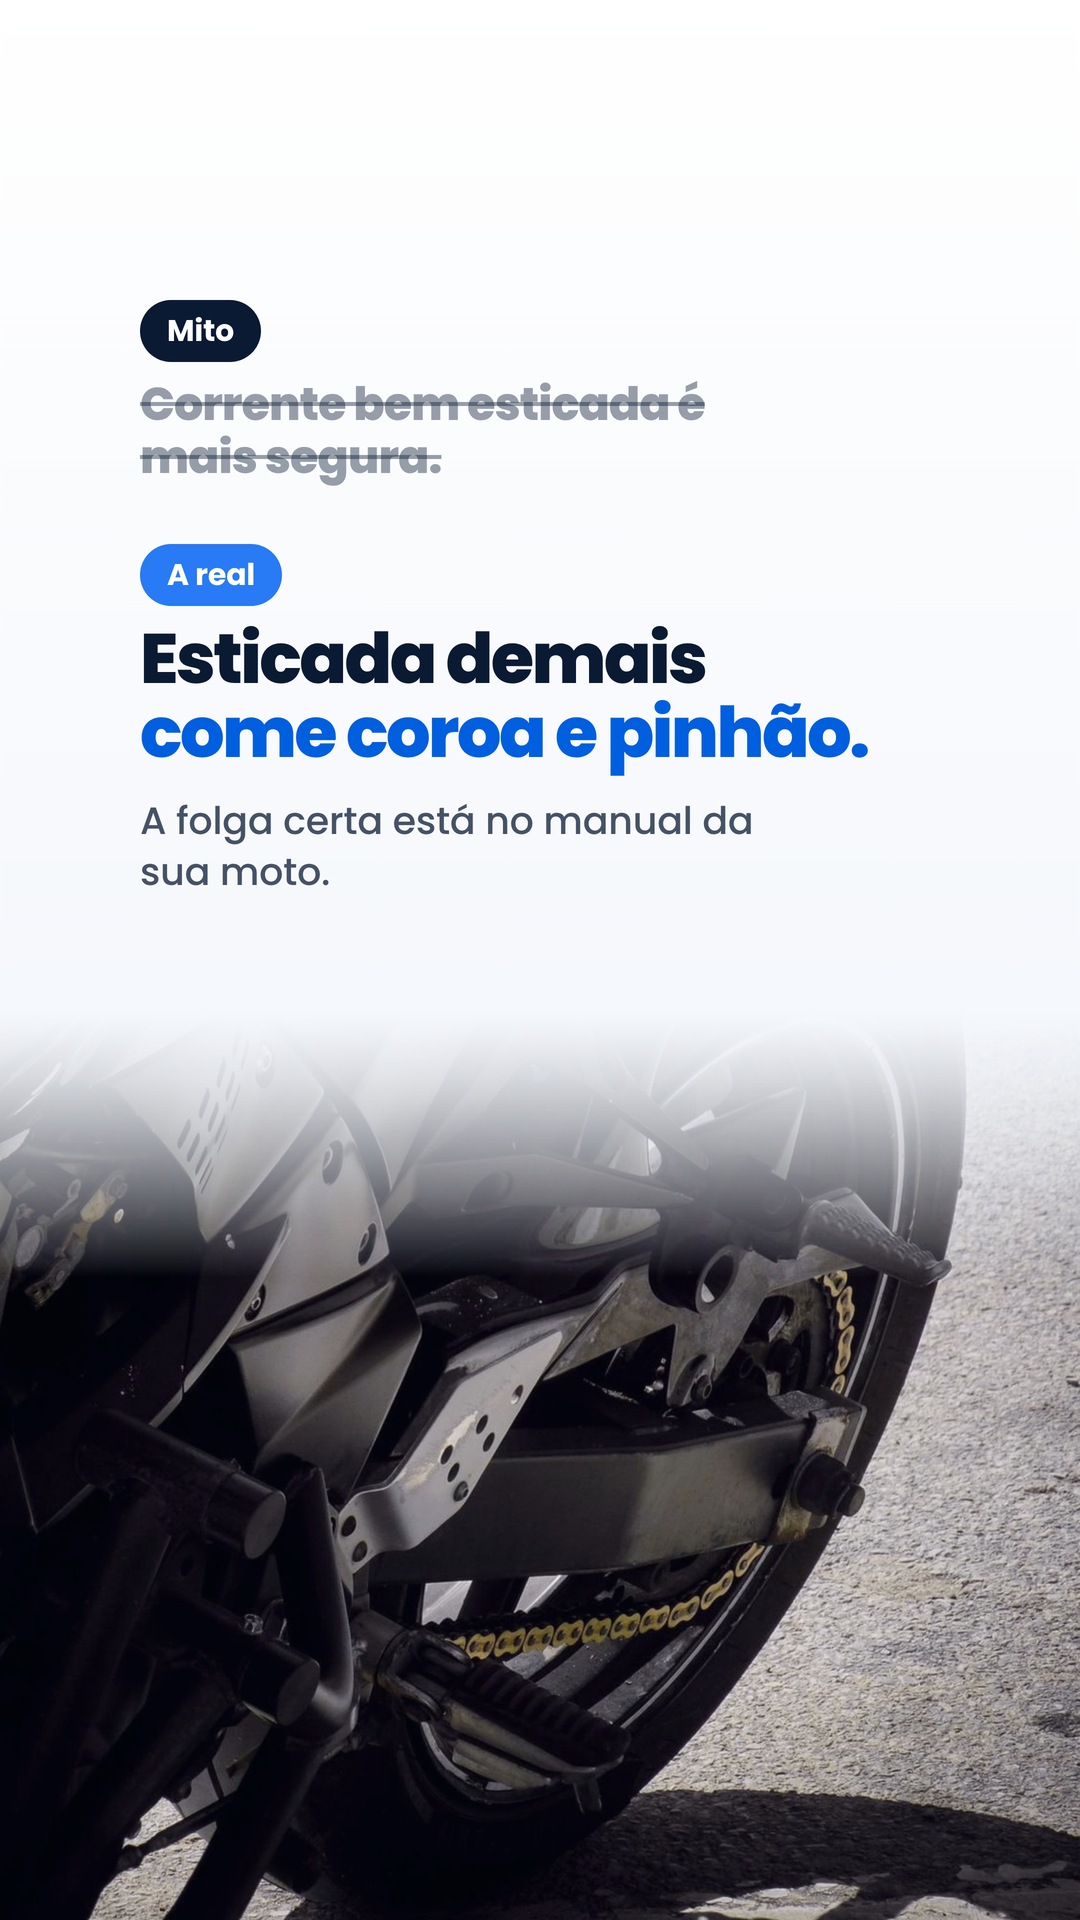 Mito
Corrente bem esticada é
mais segura.
A real
Esticada demais
come coroa e pinhão.
A folga certa está no manual da
sua moto.